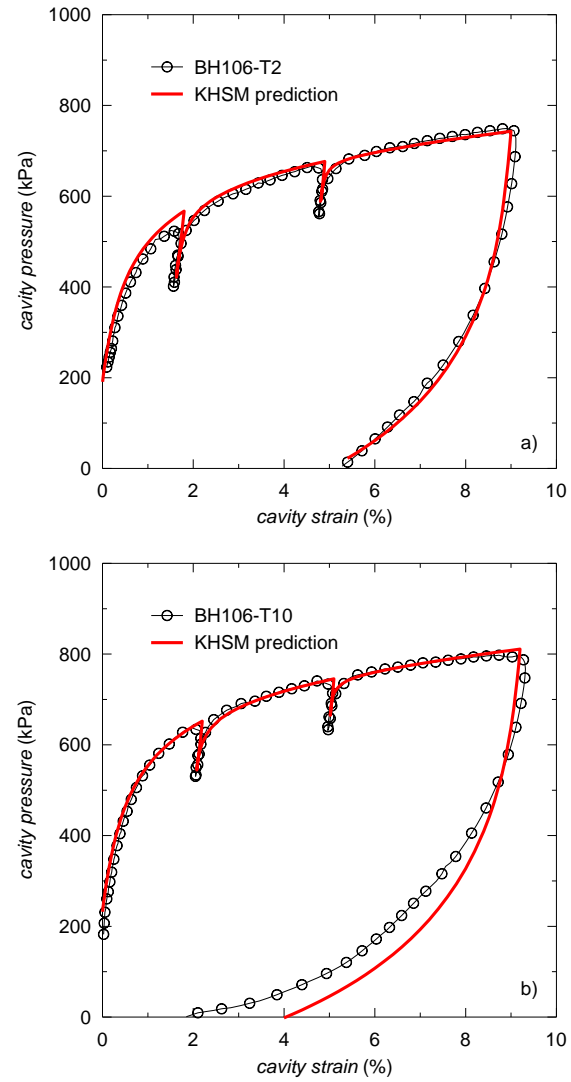 1000
BH106-T2
800
KHSM prediction
600
cavity pressure (kPa)
400
200
a)
0
0 2 4 6 8 10
cavity strain (%)
1000
BH106-T10
KHSM prediction
800
600
cavity pressure (kPa)
400
200
b)
0
0 2 4 6 8 10
cavity strain (%)